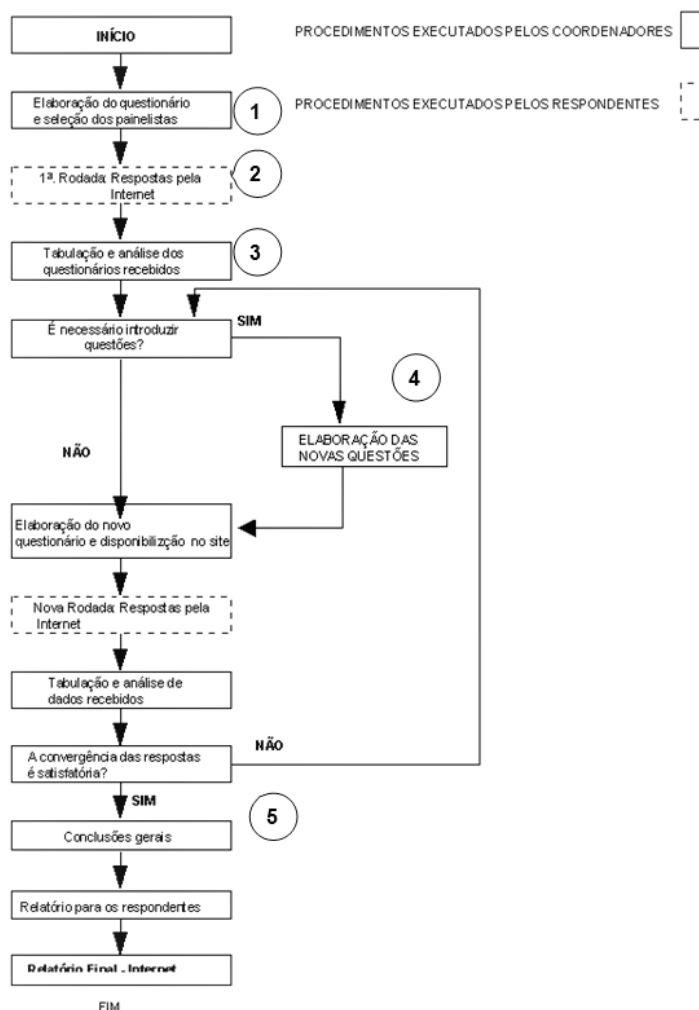 INÍCIO
PROCEDIMENTOS EXECUTADOS PELOS COORDENADORES
Elaboração do questionário
e seleção dos painelistas
1
PROCEDIMENTOS EXECUTADOS PELOS RESPONDENTES
1ª. Rodada: Respostas pela
Internet
2
Tabulação e análise dos
questionários recebidos
3
É necessário introduzir
questões?
SIM
4
ELABORAÇÃO DAS
NOVAS QUESTÕES
NÃO
Elaboração do novo
questionário e disponibilizção no site
Nova Rodada: Respostas pela
Internet
Tabulação e análise de
dados recebidos
A convergência das respostas
é satisfatória?
NÃO
SIM
5
Conclusões gerais
Relatório para os respondentes
Relatório Final - Internet
FIM